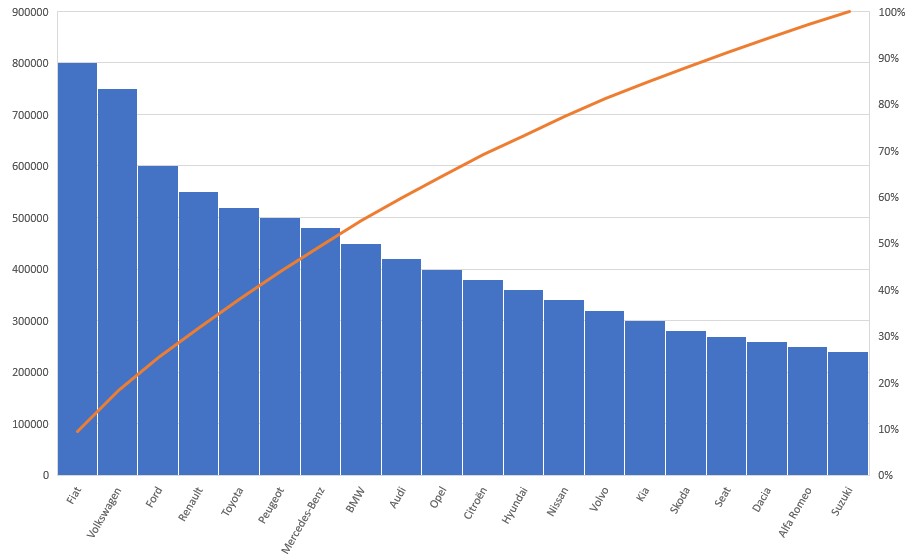 900000
800000
700000
600000
500000
400000
300000
200000
100000
0
100%
90%
80%
70%
60%
50%
40%
30%
20%
10%
0%
Fiat
Volkswagen
Ford
Renault
Toyota
Peugeot
Mercedes-Benz
BMW
Audi
Opel
Citroën
Hyundai
Nissan
Volvo
Kia
Skoda
Seat
Dacia
Alfa Romeo
Suzuki